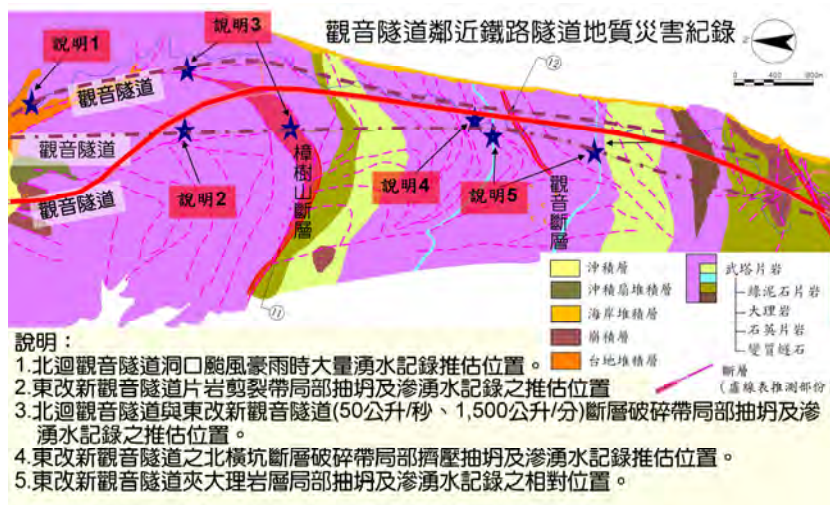 觀音隧道鄰近鐵路隧道地質災害紀錄
Z
0 400 800m
說明1
說明3
⑫
觀音隧道
觀音隧道
觀音隧道
說明2
樟樹山斷層
說明4
說明5
觀音斷層
⑪
沖積層
沖積扇堆積層
海岸堆積層
崩積層
台地堆積層
武塔片岩
綠泥石片岩
大理岩
石英片岩
變質燧石
斷層
(虛線表推測部份
說明:
1.北迴觀音隧道洞口颱風豪雨時大量湧水記錄推估位置。
2.東改新觀音隧道片岩剪裂帶局部抽坍及滲湧水記錄之推估位置
3.北迴觀音隧道與東改新觀音隧道(50公升/秒、1,500公升/分)斷層破碎帶局部抽坍及滲
湧水記錄之推估位置。
4.東改新觀音隧道之北橫坑斷層破碎帶局部擠壓抽坍及滲湧水記錄推估位置。
5.東改新觀音隧道夾大理岩層局部抽坍及滲湧水記錄之相對位置。